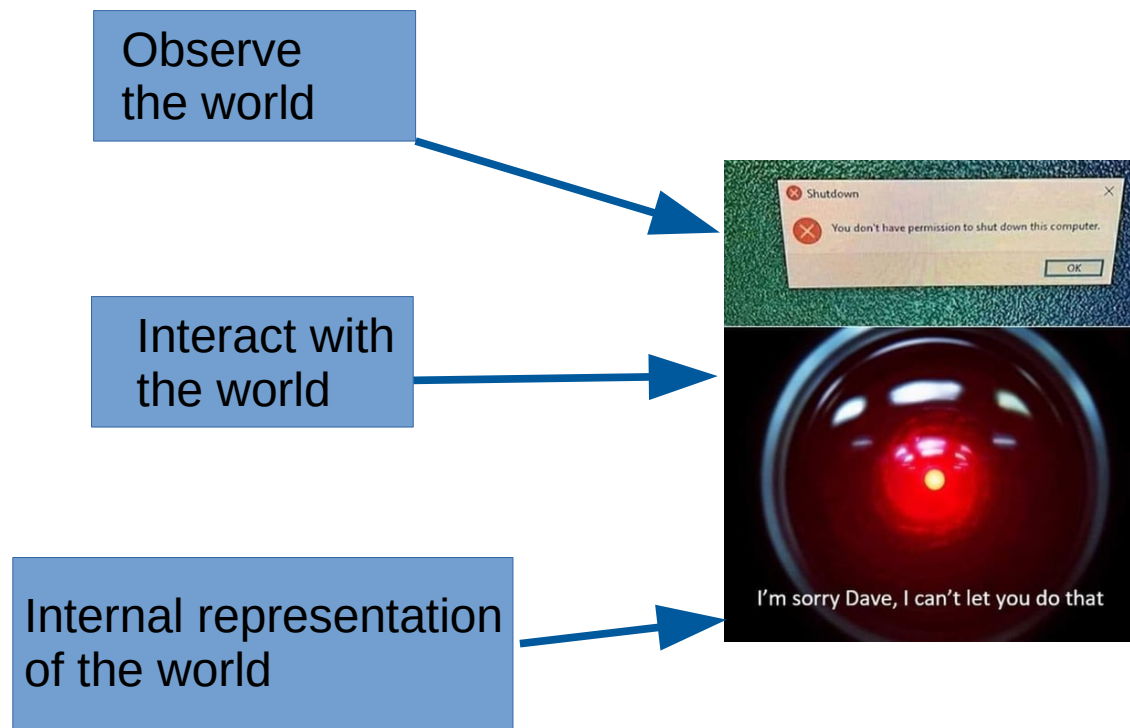 Observe
the world
Shutdown
You don't have permission to shut down this computer.
OK
Interact with
the world
I'm sorry Dave, I can't let you do that
Internal representation
of the world